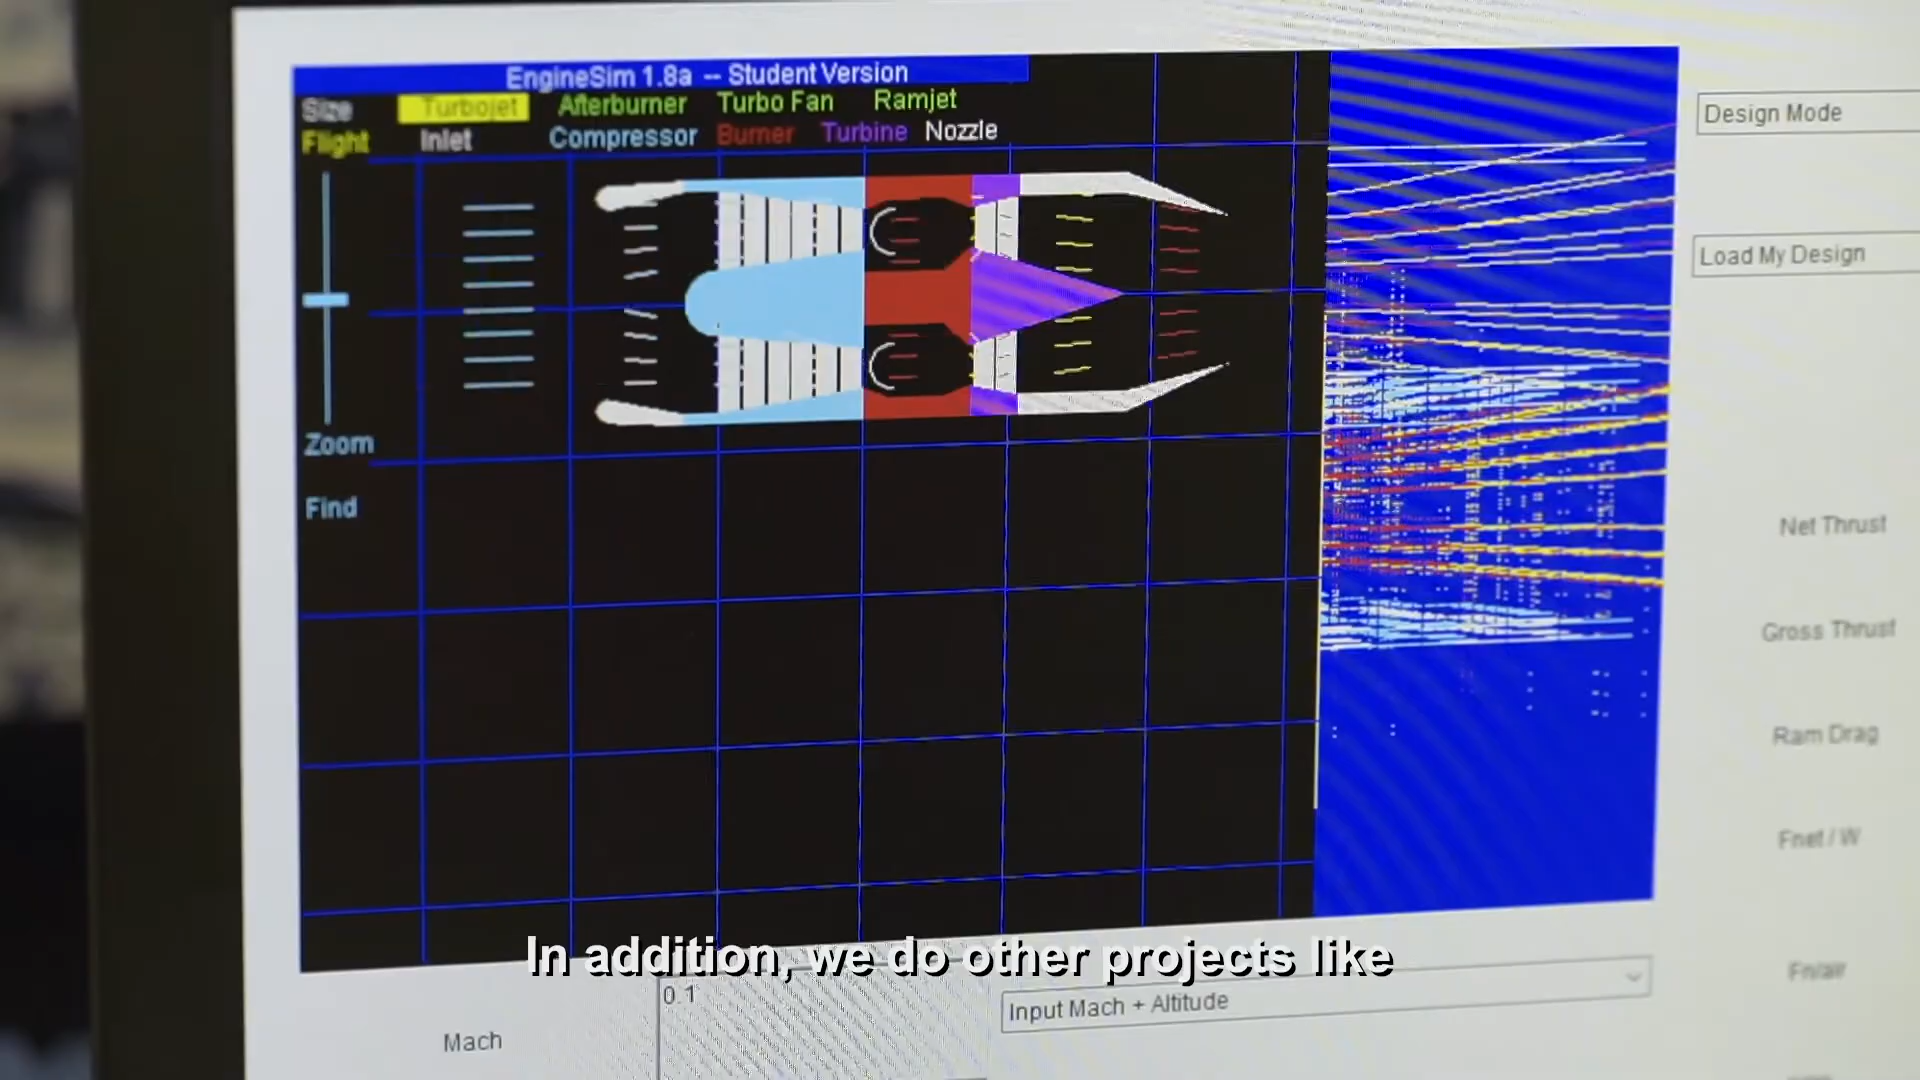 EngineSim 1.8a -- Student Version
Size Turbojet Afterburner Turbo Fan Ramjet
Flight Inlet Compressor Burner Turbine Nozzle
Design Mode
Load My Design
Zoom
Find
Net Thrust
Gross Thrust
Ram Drag
Fnet / W
Fn/air
In addition, we do other projects like
0.1
Input Mach + Altitude
Mach